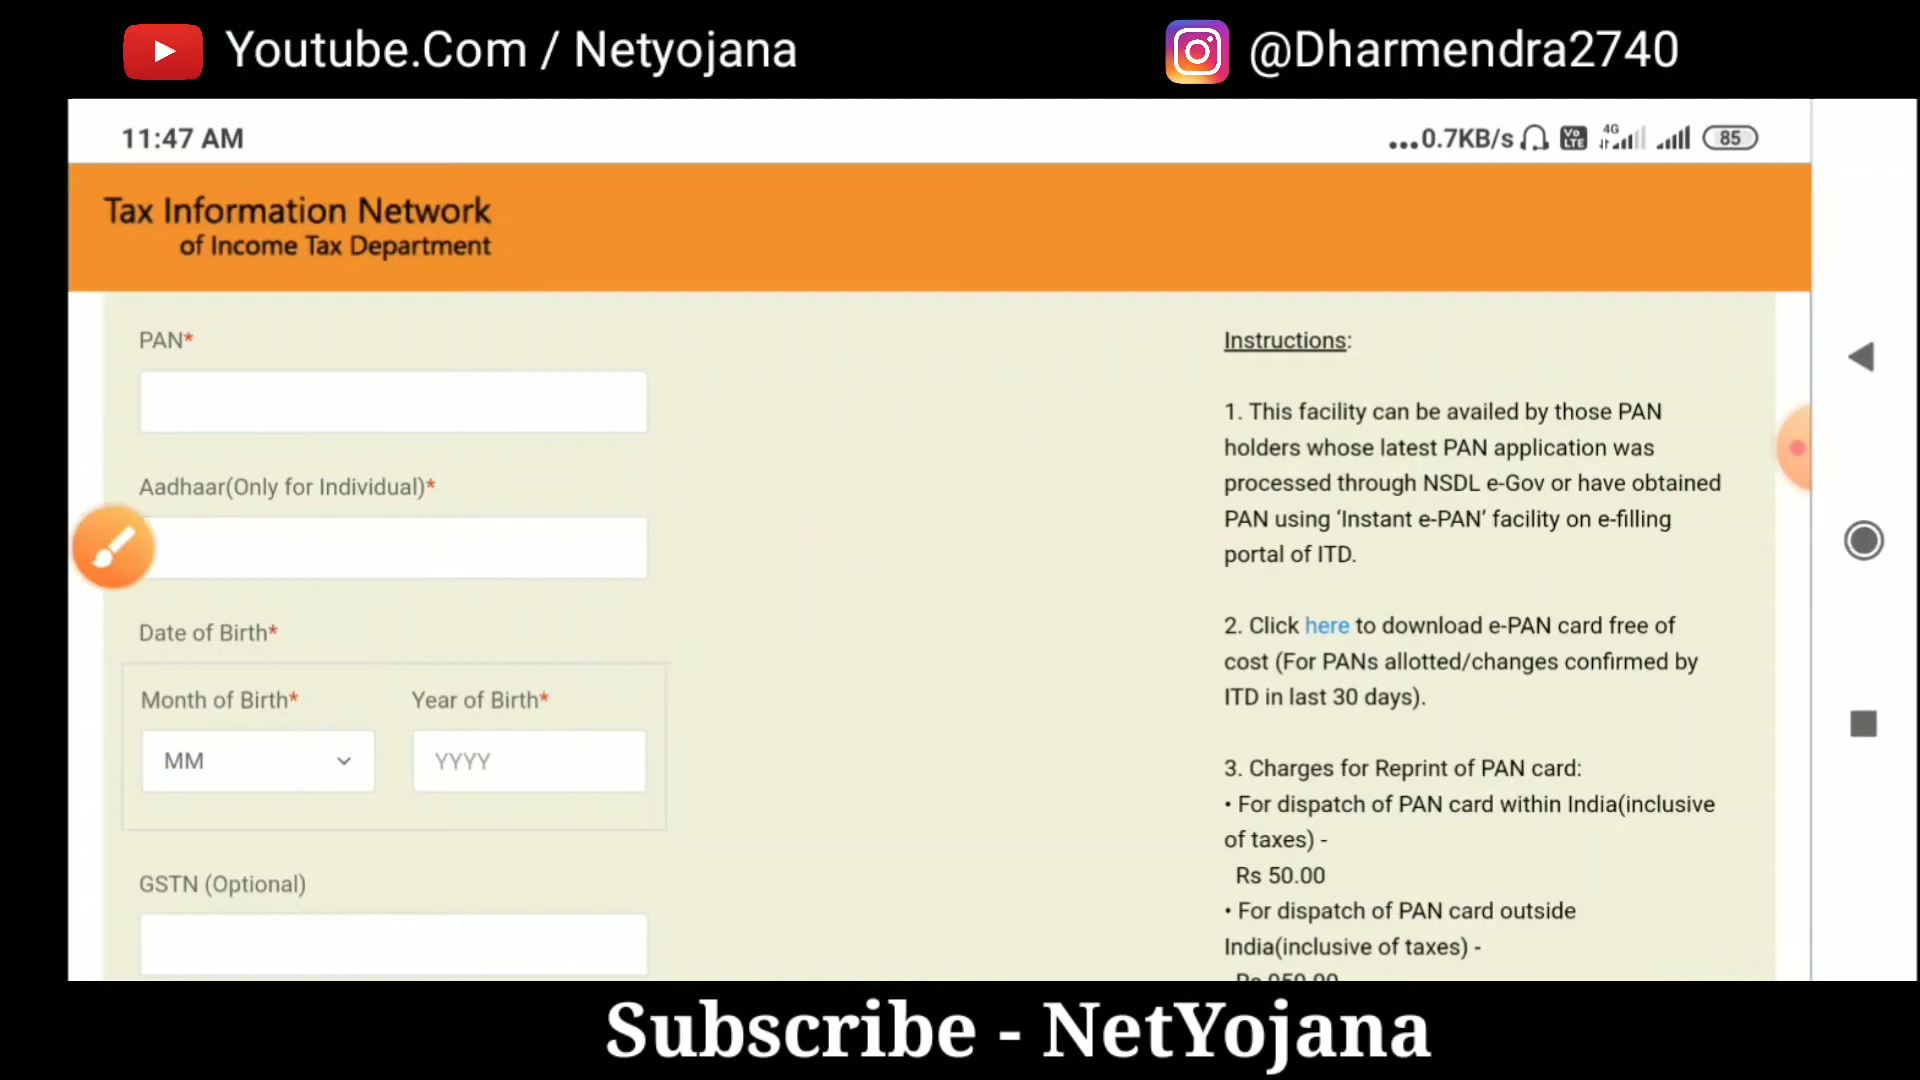 Youtube.Com / Netyojana
@Dharmendra2740
11:47 AM
...0.7KB/s
Vo LTE
4G
85
Tax Information Network
of Income Tax Department
PAN*
Aadhaar(Only for Individual)*
Date of Birth*
Month of Birth*
Year of Birth*
MM
YYYY
GSTN (Optional)
Instructions:
1. This facility can be availed by those PAN
holders whose latest PAN application was
processed through NSDL e-Gov or have obtained
PAN using ‘Instant e-PAN’ facility on e-filling
portal of ITD.
2. Click here to download e-PAN card free of
cost (For PANs allotted/changes confirmed by
ITD in last 30 days).
3. Charges for Reprint of PAN card:
• For dispatch of PAN card within India(inclusive
of taxes) -
Rs 50.00
• For dispatch of PAN card outside
India(inclusive of taxes) -
Subscribe - NetYojana